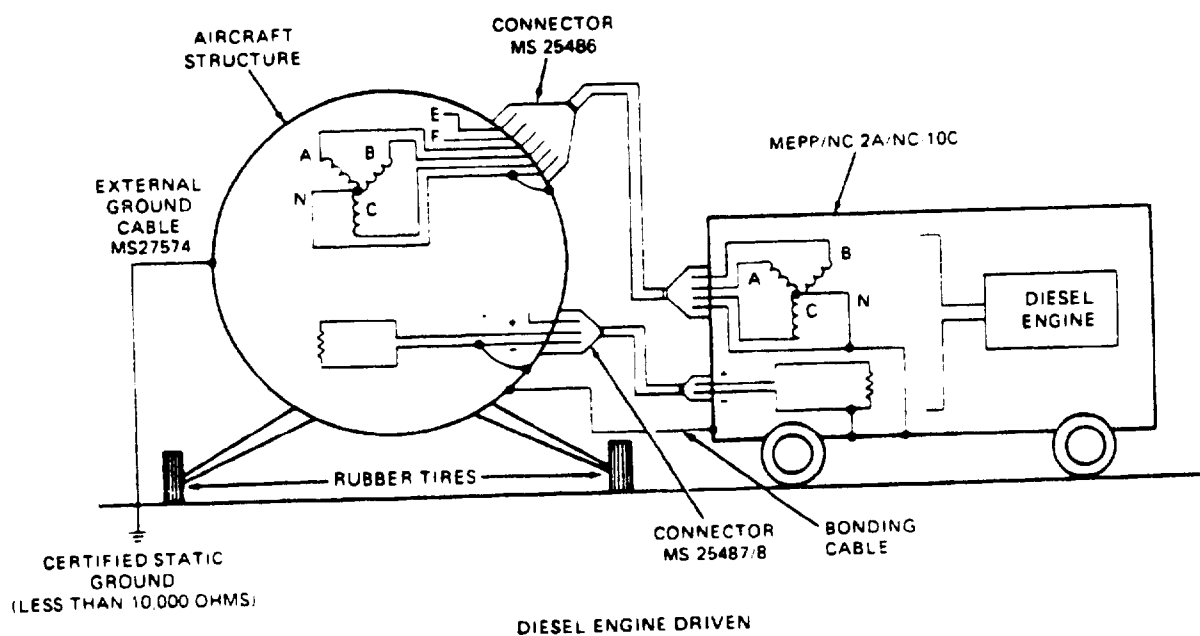 CONNECTOR
MS 25486
AIRCRAFT
STRUCTURE
E
F
MEPP/NC 2A/NC-10C
A
B
EXTERNAL
GROUND
CABLE
MS27574
N
C
B
A
N
C
DIESEL
ENGINE
+
-
+
-
RUBBER TIRES
CONNECTOR
MS 25487/8
BONDING
CABLE
CERTIFIED STATIC
GROUND
(LESS THAN 10,000 OHMS)
DIESEL ENGINE DRIVEN